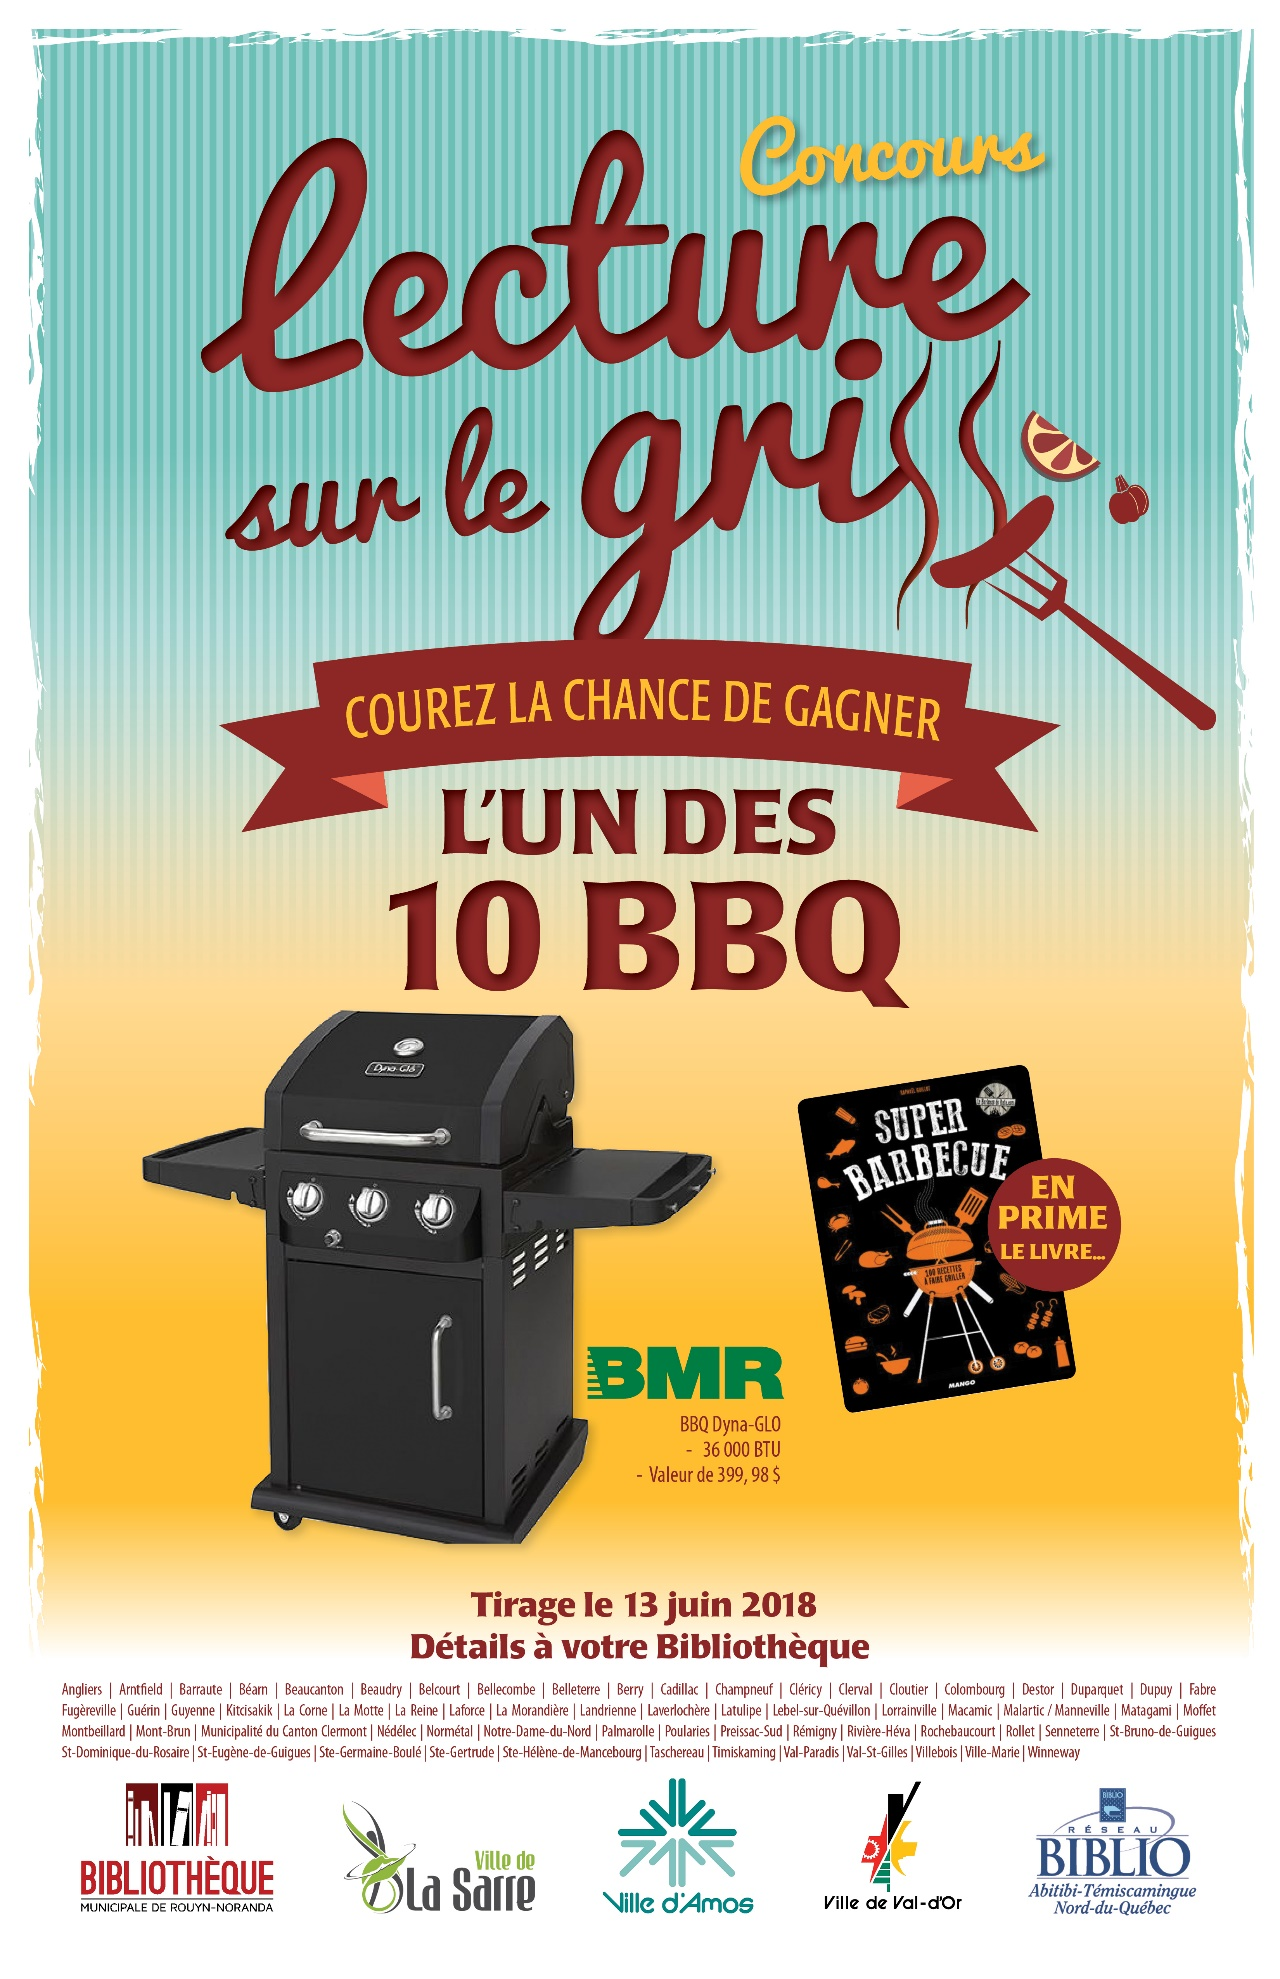 Concours
Lecture
sur le grill
COUREZ LA CHANCE DE GAGNER
L'UN DES
10 BBQ
Dyna-Glo
SUPER
BARBECUE
100 RECETTES
À FAIRE GRILLER
MANGO
EN
PRIME
LE LIVRE...
BMR
BBQ Dyna-GLO
- 36 000 BTU
- Valeur de 399, 98 $
Tirage le 13 juin 2018
Détails à votre Bibliothèque
Angliers | Arntfield | Barraute | Béarn | Beaucanton | Beaudry | Belcourt | Bellecombe | Belleterre | Berry | Cadillac | Champneuf | Cléricy | Clerval | Cloutier | Colombourg | Destor | Duparquet | Dupuy | Fabre
Fugèreville | Guérin | Guyenne | Kitcisakik | La Corne | La Motte | La Reine | Laforce | La Morandière | Landrienne | Laverlochère | Latulipe | Lebel-sur-Quévillon | Lorrainville | Macamic | Malartic / Manneville | Matagami | Moffet
Montbeillard | Mont-Brun | Municipalité du Canton Clermont | Nédélec | Normétal | Notre-Dame-du-Nord | Palmarolle | Poularies | Preissac-Sud | Rémigny | Rivière-Héva | Rochebaucourt | Rollet | Senneterre | St-Bruno-de-Guigues
St-Dominique-du-Rosaire | St-Eugène-de-Guigues | Ste-Germaine-Boulé | Ste-Gertrude | Ste-Hélène-de-Mancebourg | Taschereau | Timiskaming | Val-Paradis | Val-St-Gilles | Villebois | Ville-Marie | Winneway
BIBLIOTHÈQUE
MUNICIPALE DE ROUYN-NORANDA
Ville de
La Sarre
Ville d'Amos
Ville de Val-d'Or
BIBLIO
RÉSEAU
BIBLIO
Abitibi-Témiscamingue
Nord-du-Québec